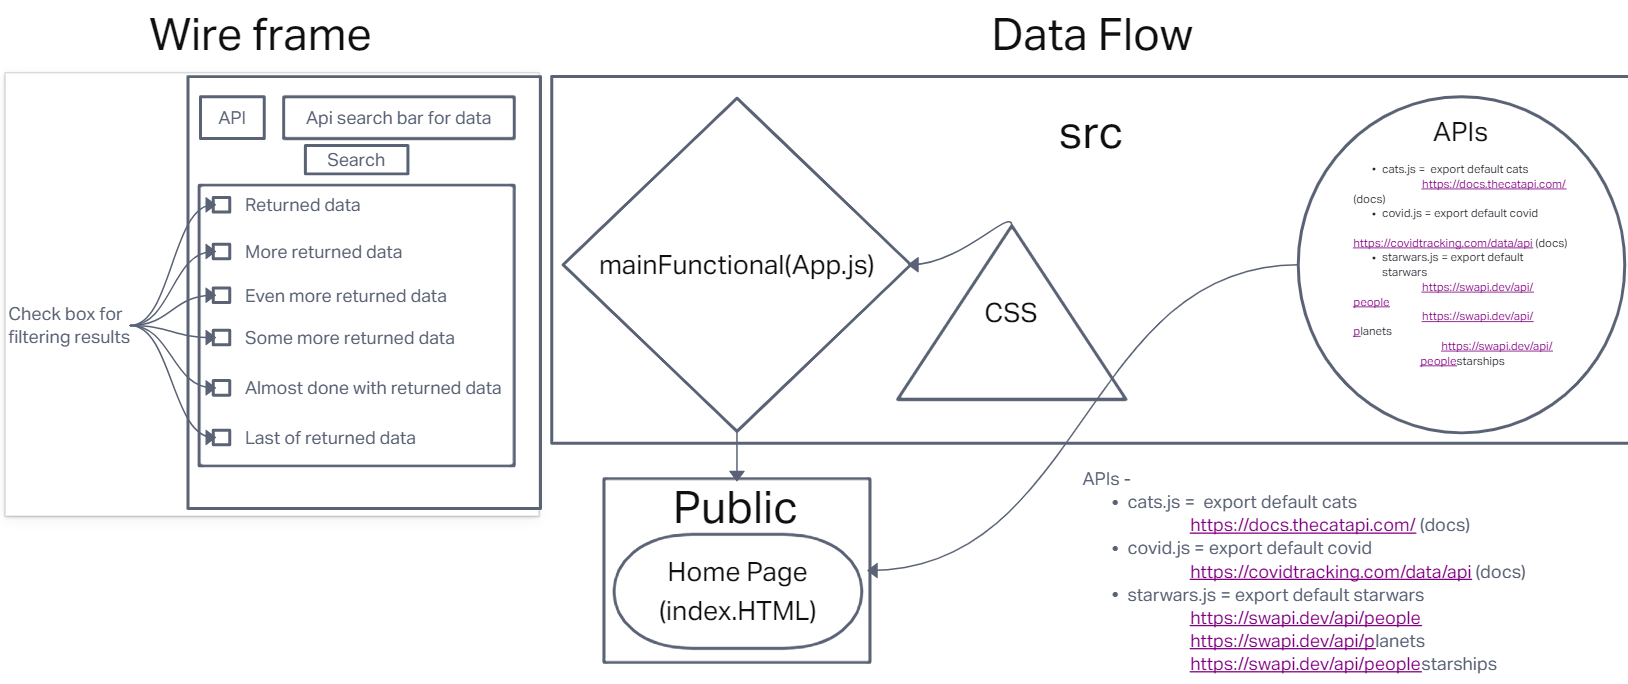 Wire frame
API
Api search bar for data
Search
Returned data
More returned data
Even more returned data
Some more returned data
Almost done with returned data
Last of returned data
Check box for
filtering results
Data Flow
src
mainFunctional(App.js)
CSS
APIs
• cats.js = export default cats
https://docs.thecatapi.com/
(docs)
• covid.js = export default covid
https://covidtracking.com/data/api (docs)
• starwars.js = export default
starwars
https://swapi.dev/api/
people
https://swapi.dev/api/
planets
https://swapi.dev/api/
peoplestarships
Public
Home Page
(index.HTML)
APIs -
• cats.js = export default cats
https://docs.thecatapi.com/ (docs)
• covid.js = export default covid
https://covidtracking.com/data/api (docs)
• starwars.js = export default starwars
https://swapi.dev/api/people
https://swapi.dev/api/planets
https://swapi.dev/api/peoplestarships